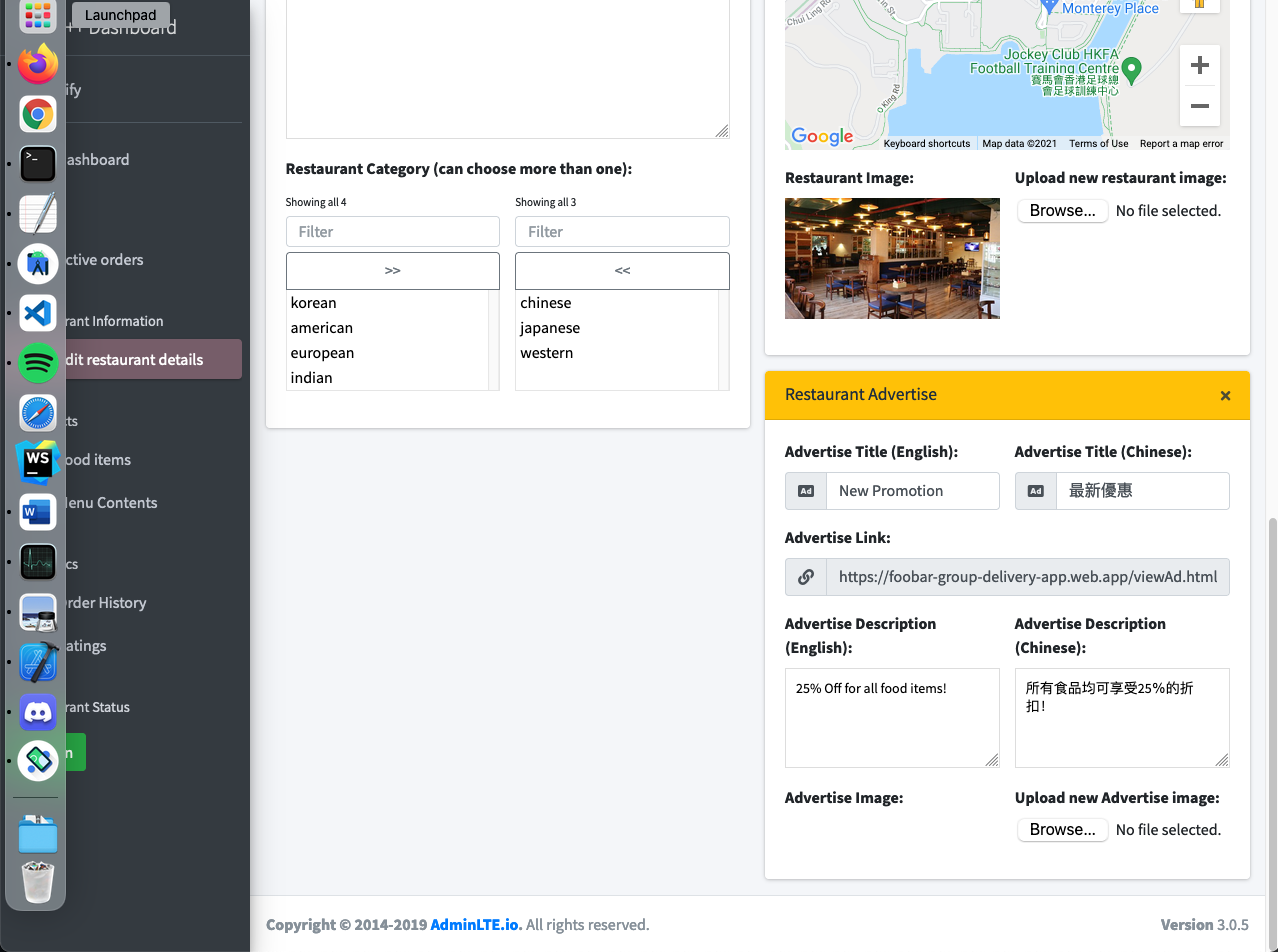 Launchpad
Dashboard
ify
ashboard
ctive orders
rant Information
dit restaurant details
cts
ood items
Menu Contents
cs
Order History
atings
rant Status
n
Restaurant Category (can choose more than one):
Showing all 4
Showing all 3
Filter
Filter
>>
<<
korean
american
european
indian
chinese
japanese
western
Chui Ling Rd
Monterey Place
Jockey Club HKFA
Football Training Centre
賽馬會香港足球總
會足球訓練中心
O King Rd
Google
Keyboard shortcuts
Map data ©2021
Terms of Use
Report a map error
Restaurant Image:
Upload new restaurant image:
Browse...
No file selected.
Restaurant Advertise
×
Advertise Title (English):
Advertise Title (Chinese):
Ad
New Promotion
Ad
最新優惠
Advertise Link:
https://foobar-group-delivery-app.web.app/viewAd.html
Advertise Description
(English):
Advertise Description
(Chinese):
25% Off for all food items!
所有食品均可享受25％的折
扣！
Advertise Image:
Upload new Advertise image:
Browse...
No file selected.
Copyright © 2014-2019 AdminLTE.io. All rights reserved.
Version 3.0.5
WS
W
>_